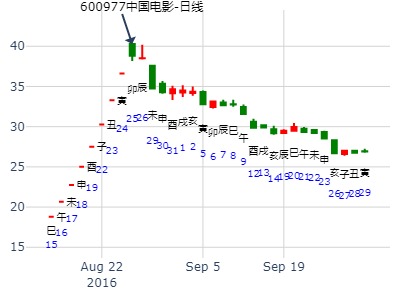 600977中国电影-日线
40
35
30
25
20
15
巳
午
未
申
酉
子
丑
寅
卯
辰
未
申
酉
戌
亥
寅
卯
辰
巳
午
酉
戌
亥
辰
巳
午
未
申
亥
子
丑
寅
15
16
17
18
19
22
23
24
25
26
29
30
31
1
2
5
6
7
8
9
12
13
14
19
20
21
22
23
26
27
28
29
Aug 22
2016
Sep 5
Sep 19